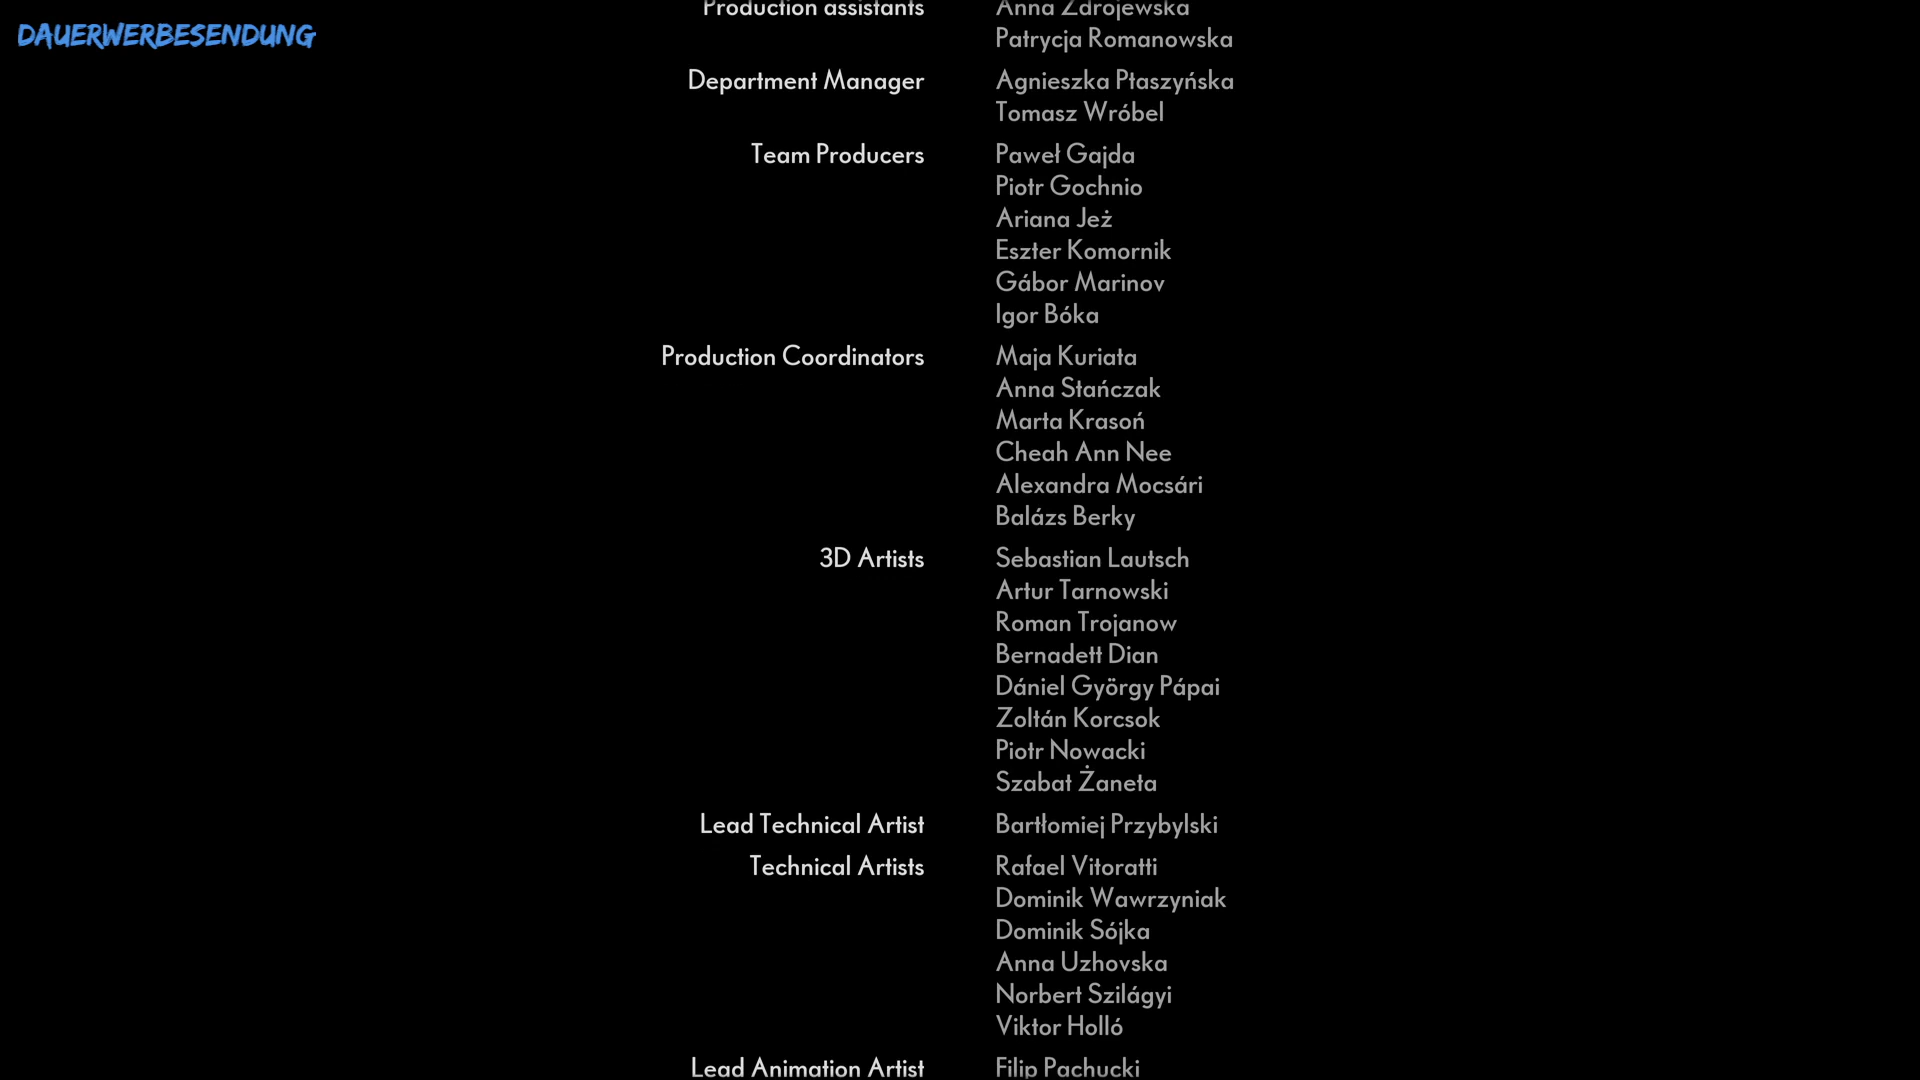 DAUERWERBESENDUNG
Production assistants Anna Zdrojewska
Patrycja Romanowska
Department Manager Agnieszka Ptaszyńska
Tomasz Wróbel
Team Producers Paweł Gajda
Piotr Gochnio
Ariana Jeż
Eszter Komornik
Gábor Marinov
Igor Bóka
Production Coordinators Maja Kuriata
Anna Stańczak
Marta Krasoń
Cheah Ann Nee
Alexandra Mocsári
Balázs Berky
3D Artists Sebastian Lautsch
Artur Tarnowski
Roman Trojanow
Bernadett Dian
Dániel György Pápai
Zoltán Korcsok
Piotr Nowacki
Szabat Żaneta
Lead Technical Artist Bartłomiej Przybylski
Technical Artists Rafael Vitoratti
Dominik Wawrzyniak
Dominik Sójka
Anna Uzhovska
Norbert Szilágyi
Viktor Holló
Lead Animation Artist Filip Pachucki